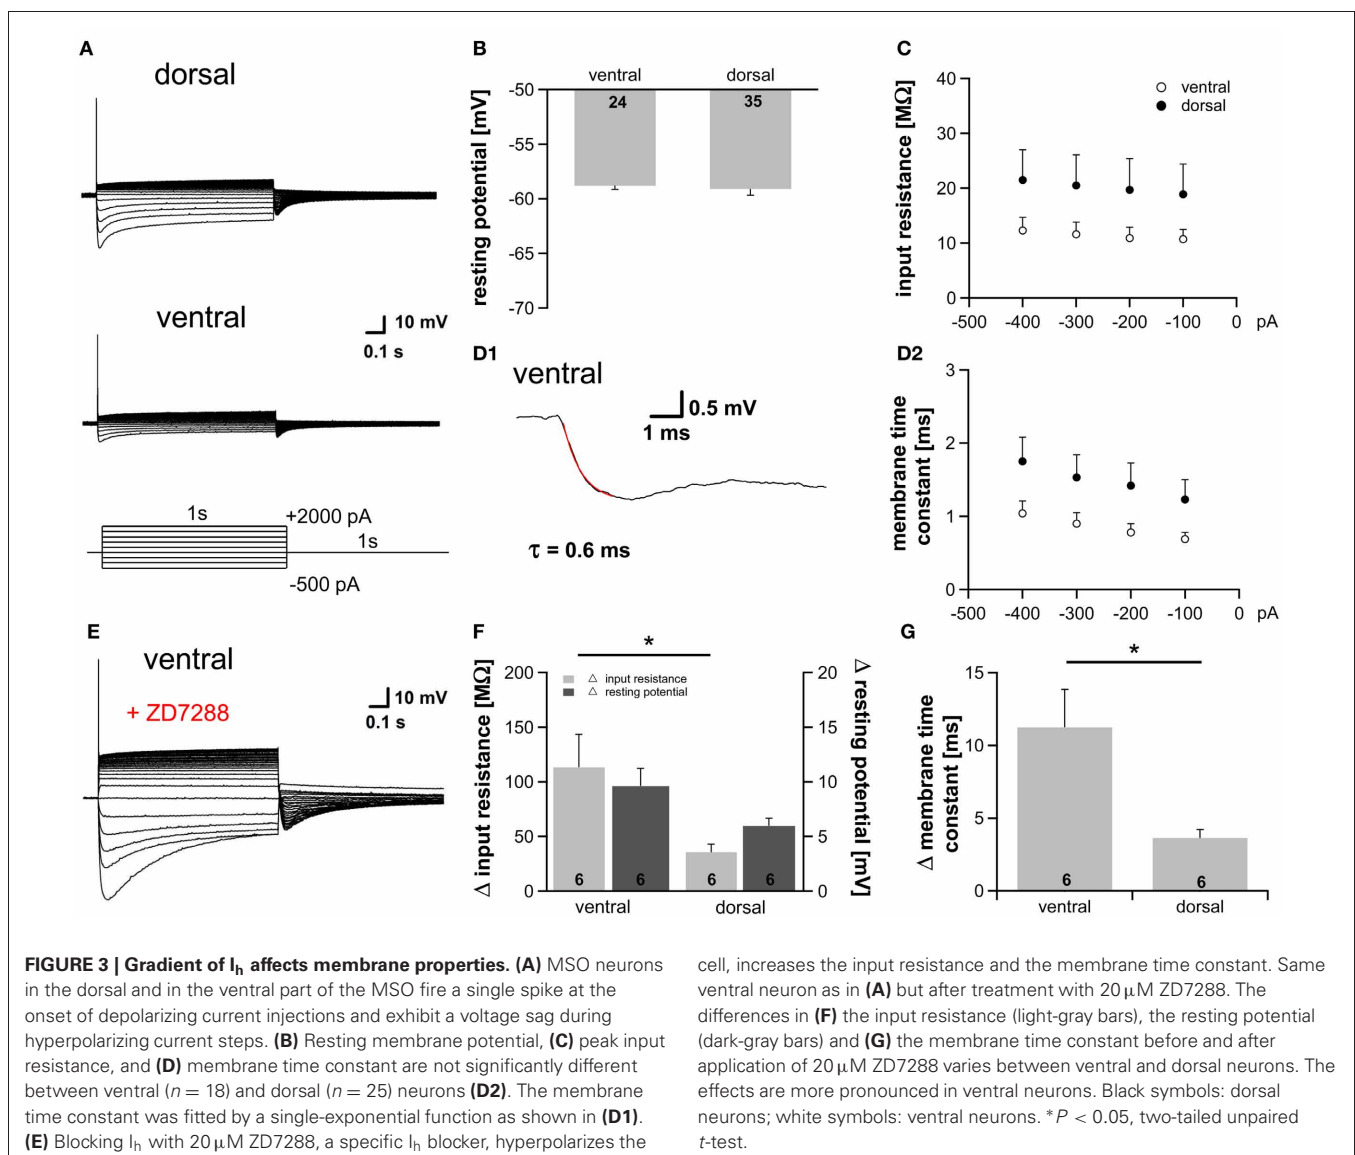 A
dorsal
ventral
10 mV
0.1 s
1s
+2000 pA
1s
-500 pA
B
ventral
dorsal
24
35
resting potential [mV]
-50
-55
-60
-65
-70
C
ventral
dorsal
input resistance [MΩ]
40
30
20
10
0
-500
-400
-300
-200
-100
0
pA
D1
ventral
0.5 mV
1 ms
τ = 0.6 ms
D2
membrane time
constant [ms]
3
2
1
0
-500
-400
-300
-200
-100
0
pA
E
ventral
+ ZD7288
10 mV
0.1 s
F
*
Δ input resistance [MΩ]
200
150
100
50
0
△ input resistance
△ resting potential
20
15
10
5
0
Δ resting potential [mV]
6
6
6
6
ventral
dorsal
G
*
Δ membrane time
constant [ms]
15
10
5
0
6
6
ventral
dorsal
FIGURE 3 | Gradient of Ih affects membrane properties. (A) MSO neurons
in the dorsal and in the ventral part of the MSO fire a single spike at the
onset of depolarizing current injections and exhibit a voltage sag during
hyperpolarizing current steps. (B) Resting membrane potential, (C) peak input
resistance, and (D) membrane time constant are not significantly different
between ventral (n = 18) and dorsal (n = 25) neurons (D2). The membrane
time constant was fitted by a single-exponential function as shown in (D1).
(E) Blocking Ih with 20 μM ZD7288, a specific Ih blocker, hyperpolarizes the
cell, increases the input resistance and the membrane time constant. Same
ventral neuron as in (A) but after treatment with 20 μM ZD7288. The
differences in (F) the input resistance (light-gray bars), the resting potential
(dark-gray bars) and (G) the membrane time constant before and after
application of 20 μM ZD7288 varies between ventral and dorsal neurons. The
effects are more pronounced in ventral neurons. Black symbols: dorsal
neurons; white symbols: ventral neurons. *P < 0.05, two-tailed unpaired
t-test.